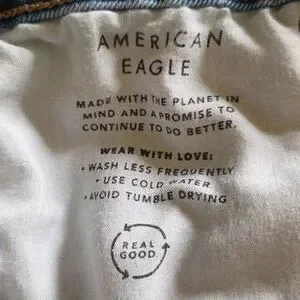 AMERICAN
EAGLE
MADE WITH THE PLANET IN
MIND AND A PROMISE TO
CONTINUE TO DO BETTER.
WEAR WITH LOVE:
• WASH LESS FREQUENTLY
• USE COLD WATER
• AVOID TUMBLE DRYING
REAL
GOOD.